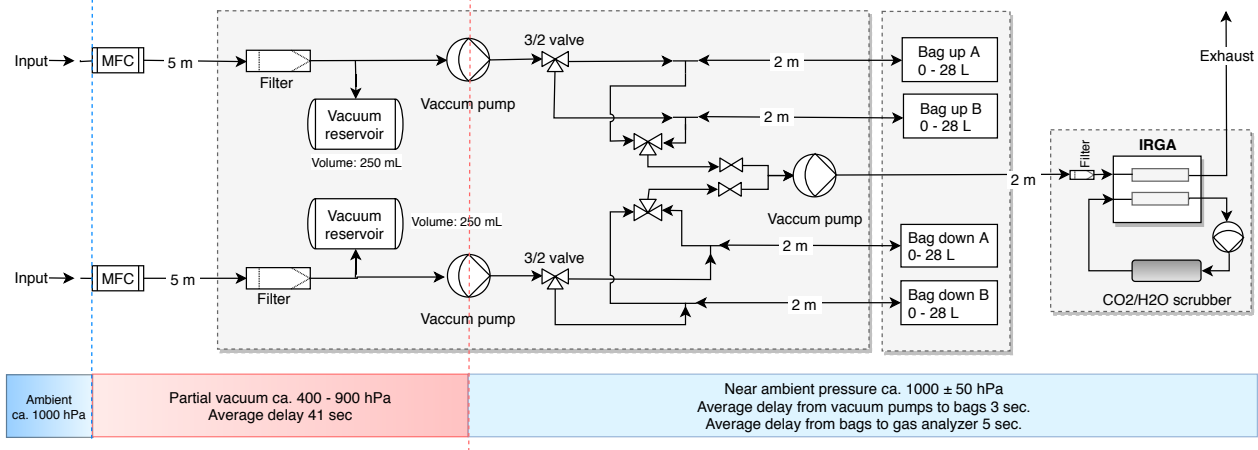 Input
MFC
5 m
Filter
Vacuum
reservoir
Volume: 250 mL
Vaccum pump
3/2 valve
2 m
Bag up A
0 - 28 L
2 m
Bag up B
0 - 28 L
Vaccum pump
2 m
Filter
IRGA
Exhaust
CO2/H2O scrubber
Vacuum
reservoir
Volume: 250 mL
Input
MFC
5 m
Filter
Vaccum pump
3/2 valve
2 m
Bag down A
0- 28 L
2 m
Bag down B
0 - 28 L
Ambient
ca. 1000 hPa
Partial vacuum ca. 400 - 900 hPa
Average delay 41 sec
Near ambient pressure ca. 1000 ± 50 hPa
Average delay from vacuum pumps to bags 3 sec.
Average delay from bags to gas analyzer 5 sec.